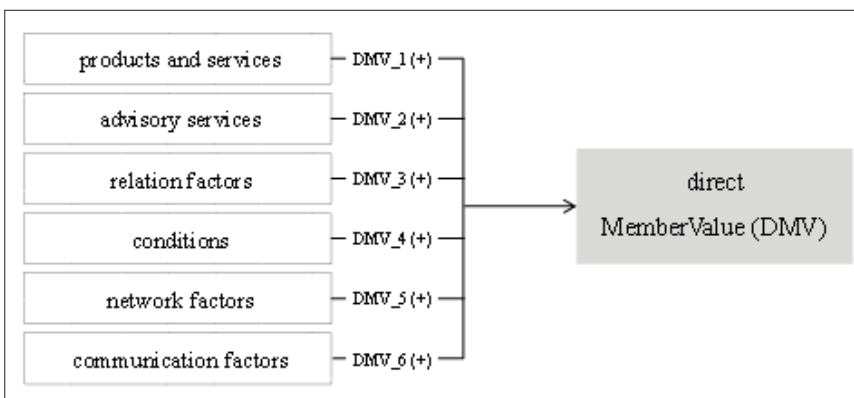 products and services
DMV_1 (+)
advisory services
DMV_2 (+)
relation factors
DMV_3 (+)
conditions
DMV_4 (+)
network factors
DMV_5 (+)
communication factors
DMV_6 (+)
direct
MemberValue (DMV)